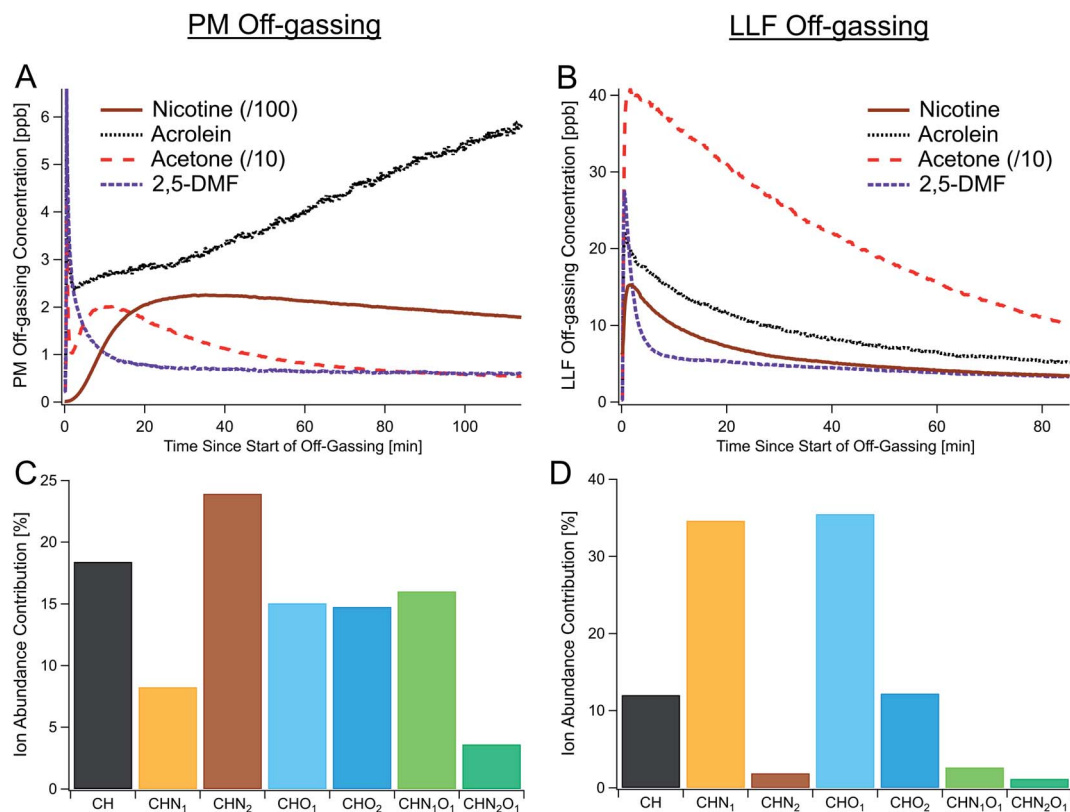 PM Off-gassing
LLF Off-gassing
A
PM Off-gassing Concentration [ppb]
6
5
4
3
2
1
0
Nicotine (/100)
Acrolein
Acetone (/10)
2,5-DMF
0 20 40 60 80 100
Time Since Start of Off-Gassing [min]
B
LLF Off-gassing Concentration [ppb]
40
30
20
10
0
Nicotine
Acrolein
Acetone (/10)
2,5-DMF
0 20 40 60 80
Time Since Start of Off-Gassing [min]
C
Ion Abundance Contribution [%]
25
20
15
10
5
0
CH CHN₁ CHN₂ CHO₁ CHO₂ CHN₁O₁ CHN₂O₁
D
Ion Abundance Contribution [%]
40
30
20
10
0
CH CHN₁ CHN₂ CHO₁ CHO₂ CHN₁O₁ CHN₂O₁